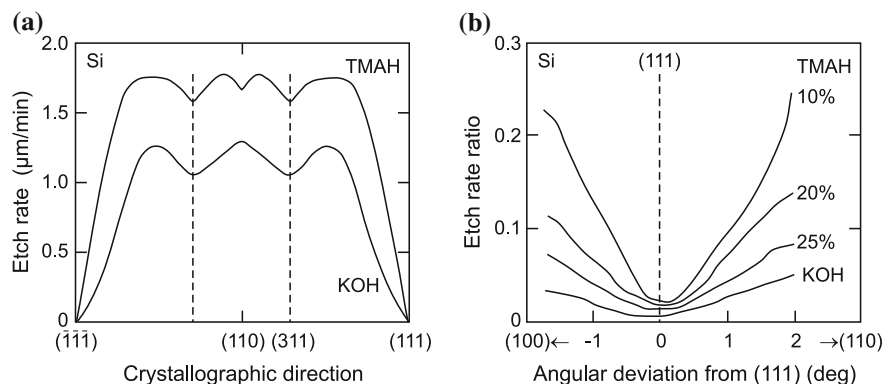 (a)
2.0
Si
TMAH
1.5
1.0
0.5
KOH
0
(1̅1̅1̅)
(110)
(311)
(111)
Etch rate (μm/min)
Crystallographic direction
(b)
0.3
Si
(111)
TMAH
10%
0.2
20%
0.1
25%
KOH
0
(100)←
-1
0
1
2
→(110)
Etch rate ratio
Angular deviation from (111) (deg)